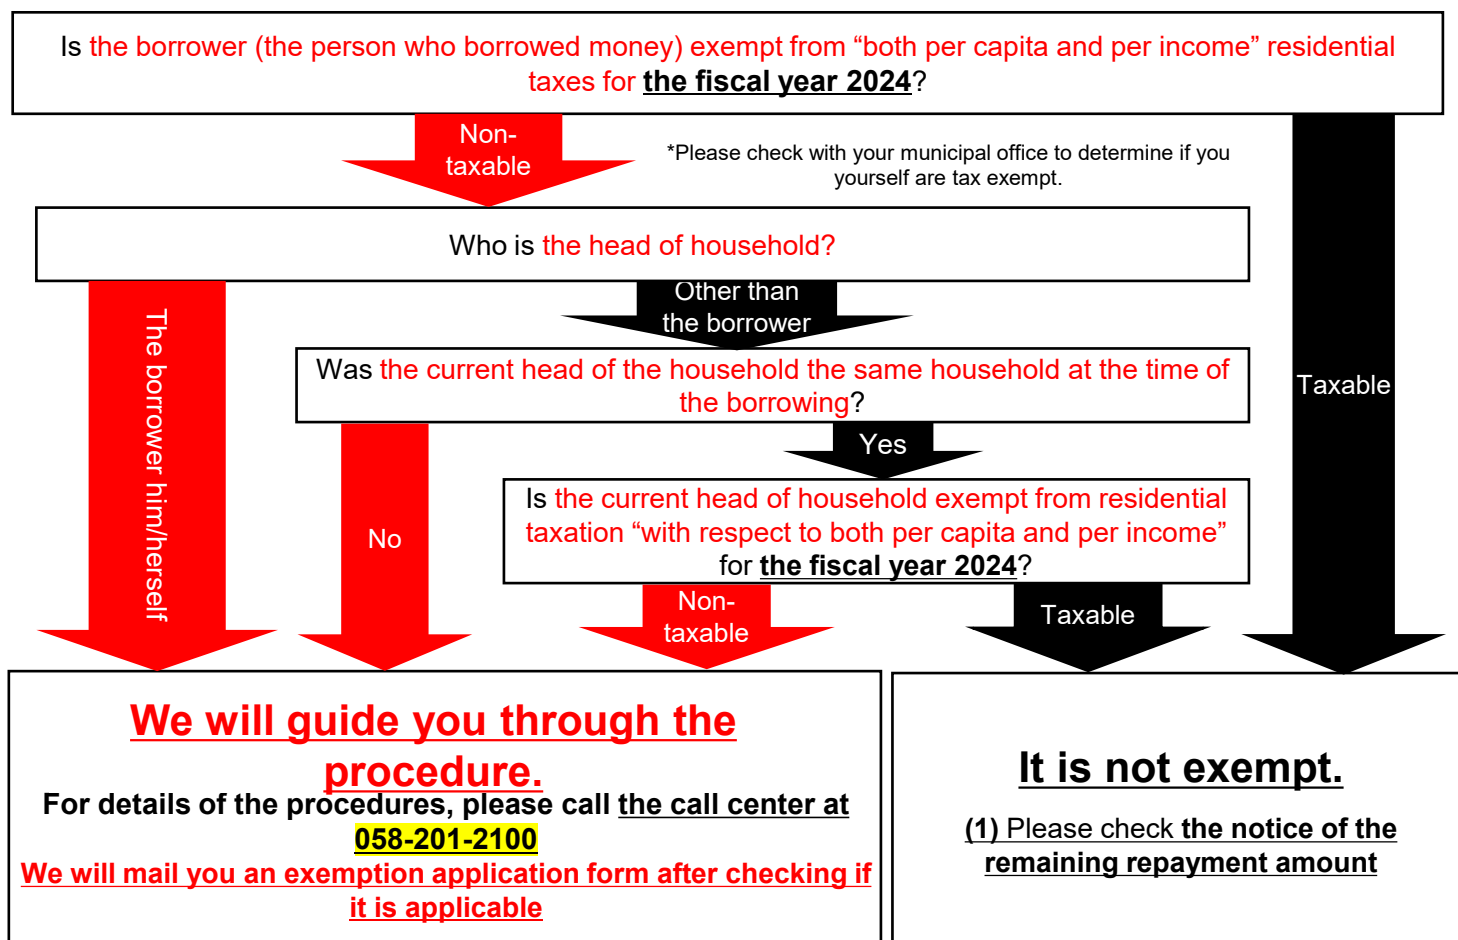 Is the borrower (the person who borrowed money) exempt from “both per capita and per income” residential
taxes for the fiscal year 2024?
Non-
taxable
*Please check with your municipal office to determine if you
yourself are tax exempt.
Who is the head of household?
The borrower him/herself
Other than
the borrower
Was the current head of the household the same household at the time of
the borrowing?
Taxable
No
Yes
Is the current head of household exempt from residential
taxation “with respect to both per capita and per income”
for the fiscal year 2024?
Non-
taxable
Taxable
We will guide you through the
procedure.
For details of the procedures, please call the call center at
058-201-2100
We will mail you an exemption application form after checking if
it is applicable
It is not exempt.
(1) Please check the notice of the
remaining repayment amount